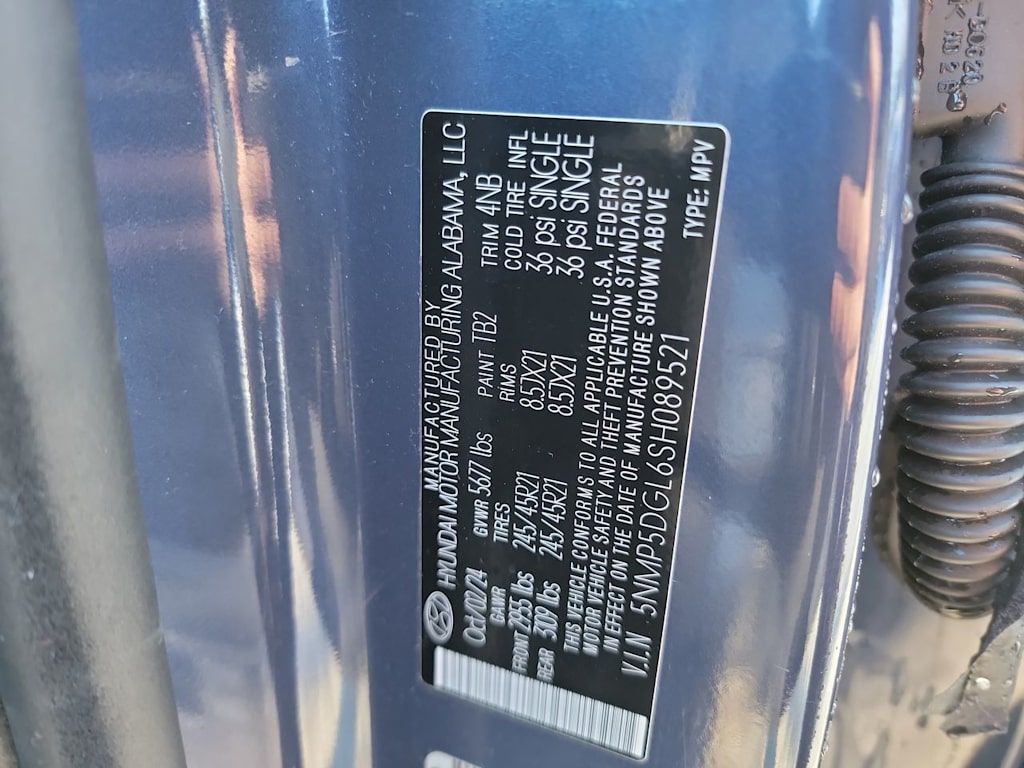 MANUFACTURED BY
HYUNDAI MOTOR MANUFACTURING ALABAMA, LLC
Oct/2024 GVWR 5677 lbs PAINT TB2 TRIM 4NB
GAWR TIRES RIMS COLD TIRE INFL
FRONT 2985 lbs 245/45R21 8.5JX21 36 psi SINGLE
REAR 3109 lbs 245/45R21 8.5JX21 36 psi SINGLE
THIS VEHICLE CONFORMS TO ALL APPLICABLE U.S.A. FEDERAL
MOTOR VEHICLE SAFETY AND THEFT PREVENTION STANDARDS
IN EFFECT ON THE DATE OF MANUFACTURE SHOWN ABOVE
V.I.N 5NMP5DGL6SH089521 TYPE: MPV